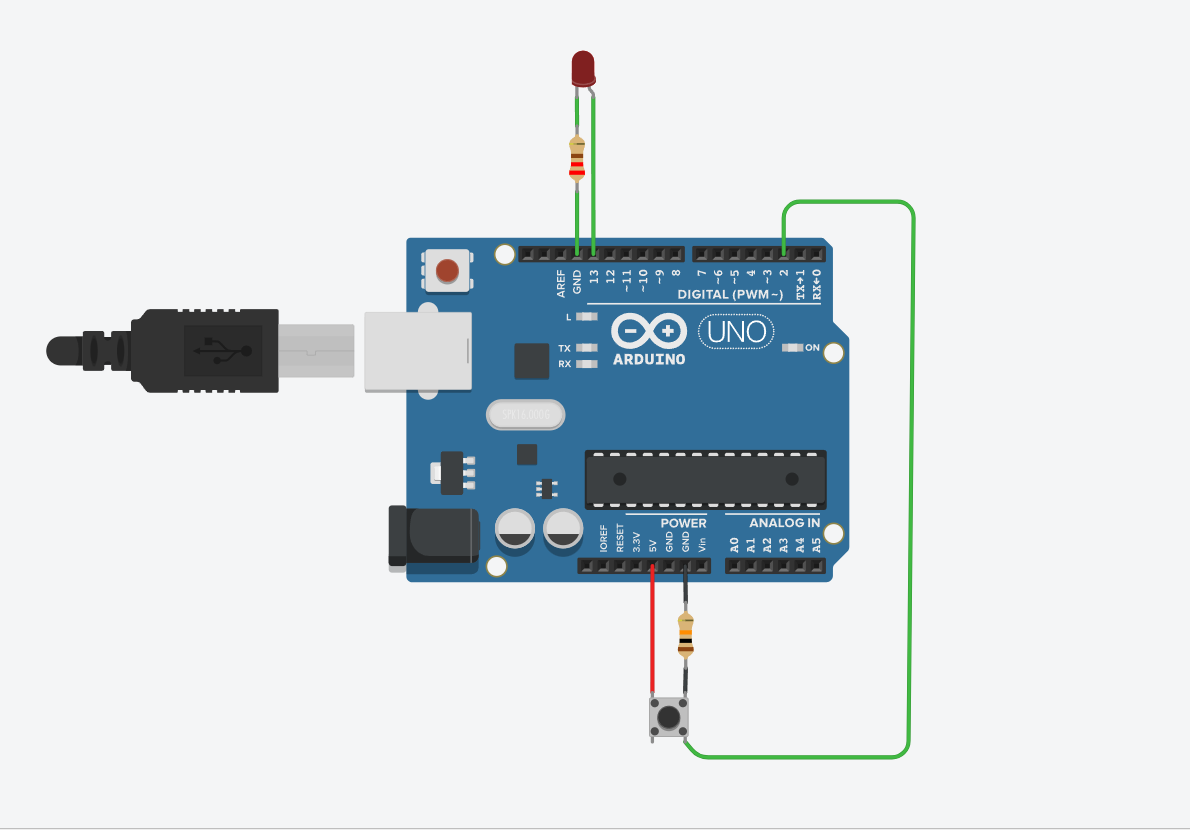 AREF
GND
13
12
~11
~10
~9
8
7
~6
~5
4
~3
2
TX→1
RX←0
DIGITAL (PWM~)
L
TX
RX
UNO
ARDUINO
ON
POWER
ANALOG IN
IOREF
RESET
3.3V
5V
GND
GND
Vin
A0
A1
A2
A3
A4
A5